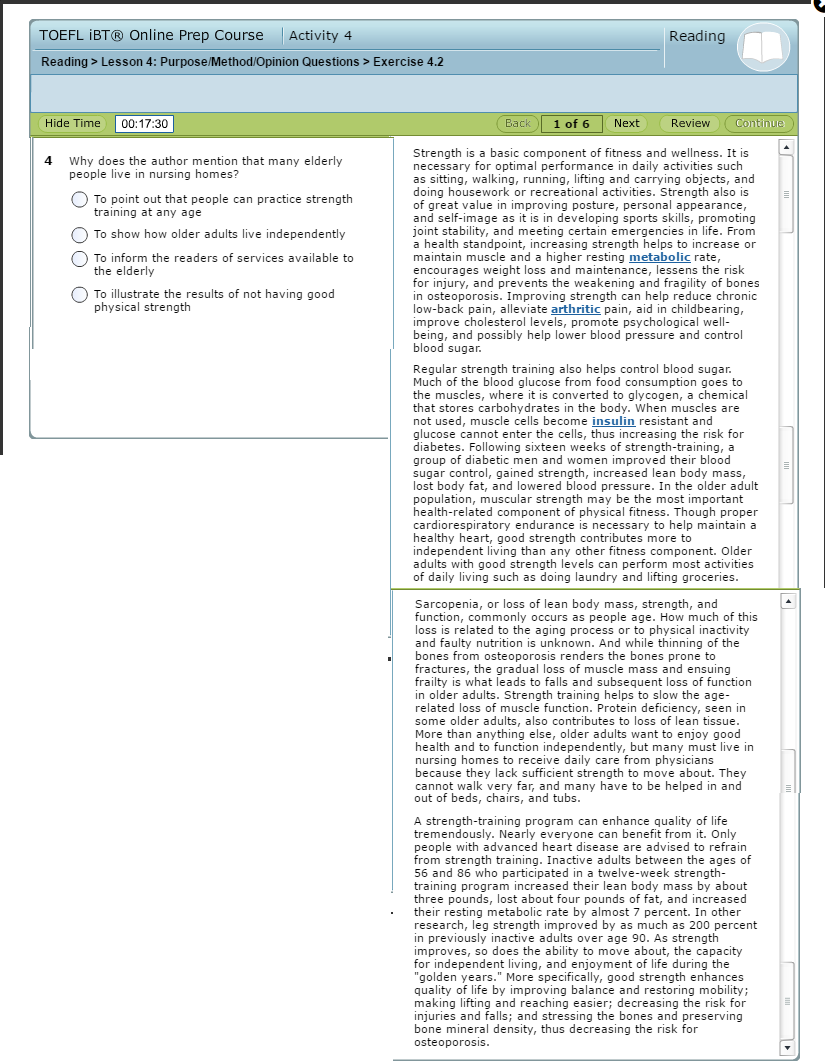 TOEFL iBT® Online Prep Course
Activity 4
Reading
Reading > Lesson 4: Purpose/Method/Opinion Questions > Exercise 4.2
Hide Time
00:17:30
Back
1 of 6
Next
Review
Continue
4 Why does the author mention that many elderly
people live in nursing homes?
To point out that people can practice strength
training at any age
To show how older adults live independently
To inform the readers of services available to
the elderly
To illustrate the results of not having good
physical strength
Strength is a basic component of fitness and wellness. It is
necessary for optimal performance in daily activities such
as sitting, walking, running, lifting and carrying objects, and
doing housework or recreational activities. Strength also is
of great value in improving posture, personal appearance,
and self-image as it is in developing sports skills, promoting
joint stability, and meeting certain emergencies in life. From
a health standpoint, increasing strength helps to increase or
maintain muscle and a higher resting metabolic rate,
encourages weight loss and maintenance, lessens the risk
for injury, and prevents the weakening and fragility of bones
in osteoporosis. Improving strength can help reduce chronic
low-back pain, alleviate arthritic pain, aid in childbearing,
improve cholesterol levels, promote psychological well-
being, and possibly help lower blood pressure and control
blood sugar.
Regular strength training also helps control blood sugar.
Much of the blood glucose from food consumption goes to
the muscles, where it is converted to glycogen, a chemical
that stores carbohydrates in the body. When muscles are
not used, muscle cells become insulin resistant and
glucose cannot enter the cells, thus increasing the risk for
diabetes. Following sixteen weeks of strength-training, a
group of diabetic men and women improved their blood
sugar control, gained strength, increased lean body mass,
lost body fat, and lowered blood pressure. In the older adult
population, muscular strength may be the most important
health-related component of physical fitness. Though proper
cardiorespiratory endurance is necessary to help maintain a
healthy heart, good strength contributes more to
independent living than any other fitness component. Older
adults with good strength levels can perform most activities
of daily living such as doing laundry and lifting groceries.
Sarcopenia, or loss of lean body mass, strength, and
function, commonly occurs as people age. How much of this
loss is related to the aging process or to physical inactivity
and faulty nutrition is unknown. And while thinning of the
bones from osteoporosis renders the bones prone to
fractures, the gradual loss of muscle mass and ensuing
frailty is what leads to falls and subsequent loss of function
in older adults. Strength training helps to slow the age-
related loss of muscle function. Protein deficiency, seen in
some older adults, also contributes to loss of lean tissue.
More than anything else, older adults want to enjoy good
health and to function independently, but many must live in
nursing homes to receive daily care from physicians
because they lack sufficient strength to move about. They
cannot walk very far, and many have to be helped in and
out of beds, chairs, and tubs.
A strength-training program can enhance quality of life
tremendously. Nearly everyone can benefit from it. Only
people with advanced heart disease are advised to refrain
from strength training. Inactive adults between the ages of
56 and 86 who participated in a twelve-week strength-
training program increased their lean body mass by about
three pounds, lost about four pounds of fat, and increased
their resting metabolic rate by almost 7 percent. In other
research, leg strength improved by as much as 200 percent
in previously inactive adults over age 90. As strength
improves, so does the ability to move about, the capacity
for independent living, and enjoyment of life during the
"golden years." More specifically, good strength enhances
quality of life by improving balance and restoring mobility;
making lifting and reaching easier; decreasing the risk for
injuries and falls; and stressing the bones and preserving
bone mineral density, thus decreasing the risk for
osteoporosis.